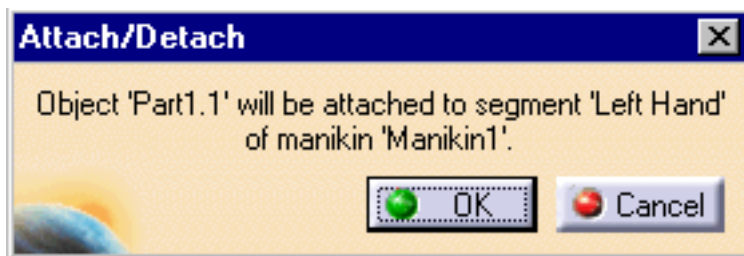 Attach/Detach
Object 'Part1.1' will be attached to segment 'Left Hand'
of manikin 'Manikin1'.
OK
Cancel